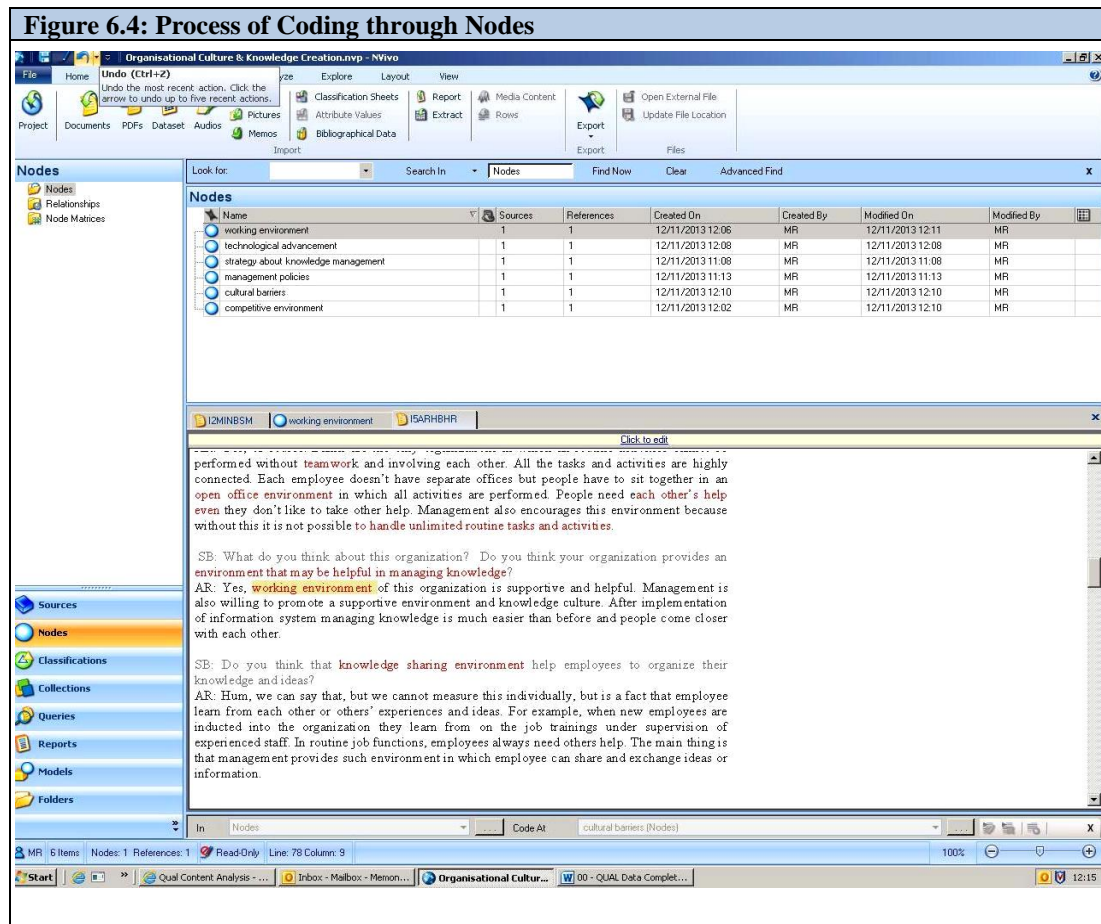 Figure 6.4: Process of Coding through Nodes
Organisational Culture & Knowledge Creation.nvp - NVivo
File Home Explore Layout View
Undo (Ctrl+Z)
Undo the most recent action. Click the
arrow to undo up to five recent actions.
Project Documents PDFs Dataset Audios
Pictures
Memos
Classification Sheets
Attribute Values
Bibliographical Data
Report
Extract
Media Content
Rows
Export
Open External File
Update File Location
Import Export Files
Nodes
Nodes
Relationships
Node Matrices
Look for: Search In Nodes Find Now Clear Advanced Find x
Nodes
Name Sources References Created On Created By Modified On Modified By
working environment 1 1 12/11/2013 12:06 MR 12/11/2013 12:11 MR
technological advancement 1 1 12/11/2013 12:08 MR 12/11/2013 12:08 MR
strategy about knowledge management 1 1 12/11/2013 11:08 MR 12/11/2013 11:08 MR
management policies 1 1 12/11/2013 11:13 MR 12/11/2013 11:13 MR
cultural barriers 1 1 12/11/2013 12:10 MR 12/11/2013 12:10 MR
competitive environment 1 1 12/11/2013 12:02 MR 12/11/2013 12:10 MR
I2MINBSM working environment I5ARHBHR x
Click to edit
performed without teamwork and involving each other. All the tasks and activities are highly
connected. Each employee doesn't have separate offices but people have to sit together in an
open office environment in which all activities are performed. People need each other's help
even they don't like to take other help. Management also encourages this environment because
without this it is not possible to handle unlimited routine tasks and activities.
SB: What do you think about this organization? Do you think your organization provides an
environment that may be helpful in managing knowledge?
AR: Yes, working environment of this organization is supportive and helpful. Management is
also willing to promote a supportive environment and knowledge culture. After implementation
of information system managing knowledge is much easier than before and people come closer
with each other.
SB: Do you think that knowledge sharing environment help employees to organize their
knowledge and ideas?
AR: Hum, we can say that, but we cannot measure this individually, but is a fact that employee
learn from each other or others' experiences and ideas. For example, when new employees are
inducted into the organization they learn from on the job trainings under supervision of
experienced staff. In routine job functions, employees always need others help. The main thing is
that management provides such environment in which employee can share and exchange ideas or
information.
Sources
Nodes
Classifications
Collections
Queries
Reports
Models
Folders
In Nodes ... Code At cultural barriers (Nodes) ... x
MR 6 Items Nodes: 1 References: 1 Read-Only Line: 78 Column: 9 100%
Start Qual Content Analysis - ... Inbox - Mailbox - Memon... Organisational Cultur... 00 - QUAL Data Complet... 12:15